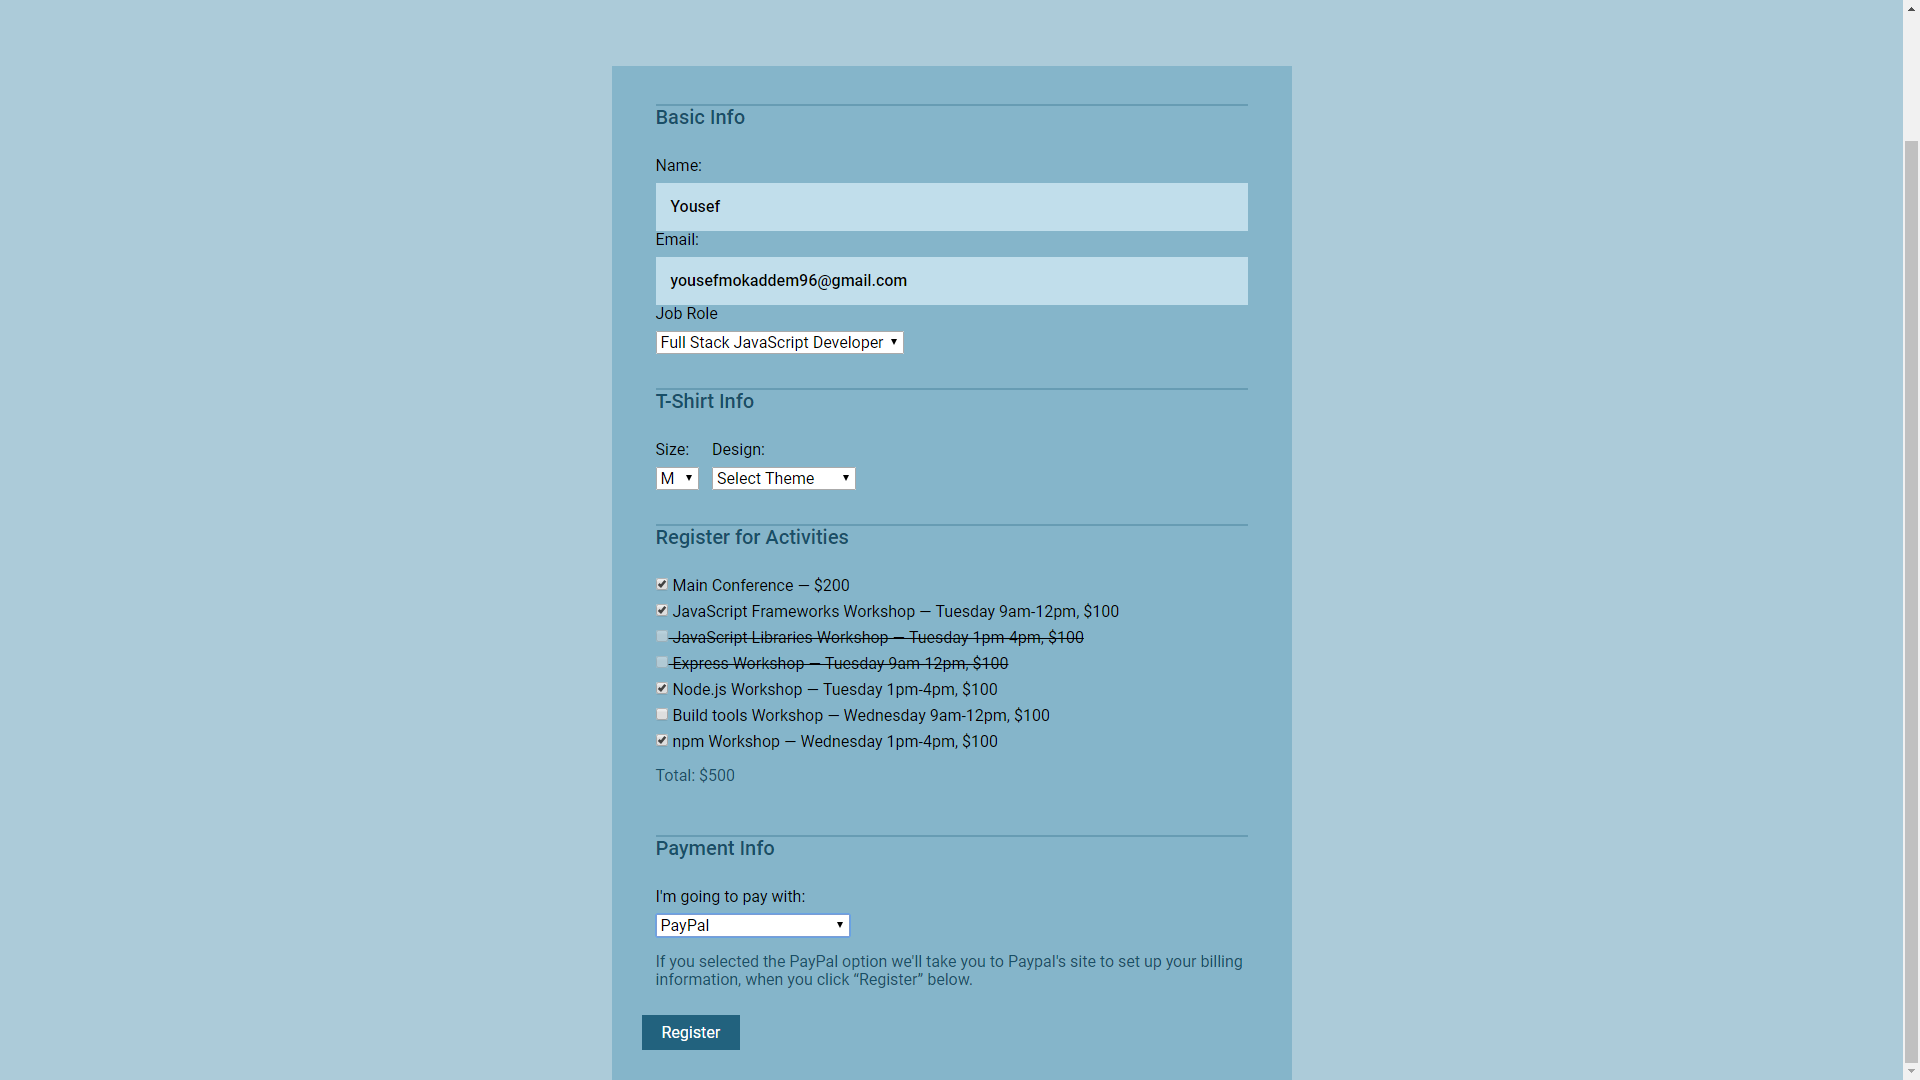 Basic Info
Name:
Yousef
Email:
yousefmokaddem96@gmail.com
Job Role
Full Stack JavaScript Developer
T-Shirt Info
Size: Design:
M Select Theme
Register for Activities
Main Conference — $200
JavaScript Frameworks Workshop — Tuesday 9am-12pm, $100
JavaScript Libraries Workshop — Tuesday 1pm-4pm, $100
Express Workshop — Tuesday 9am-12pm, $100
Node.js Workshop — Tuesday 1pm-4pm, $100
Build tools Workshop — Wednesday 9am-12pm, $100
npm Workshop — Wednesday 1pm-4pm, $100
Total: $500
Payment Info
I'm going to pay with:
PayPal
If you selected the PayPal option we'll take you to Paypal's site to set up your billing
information, when you click “Register” below.
Register